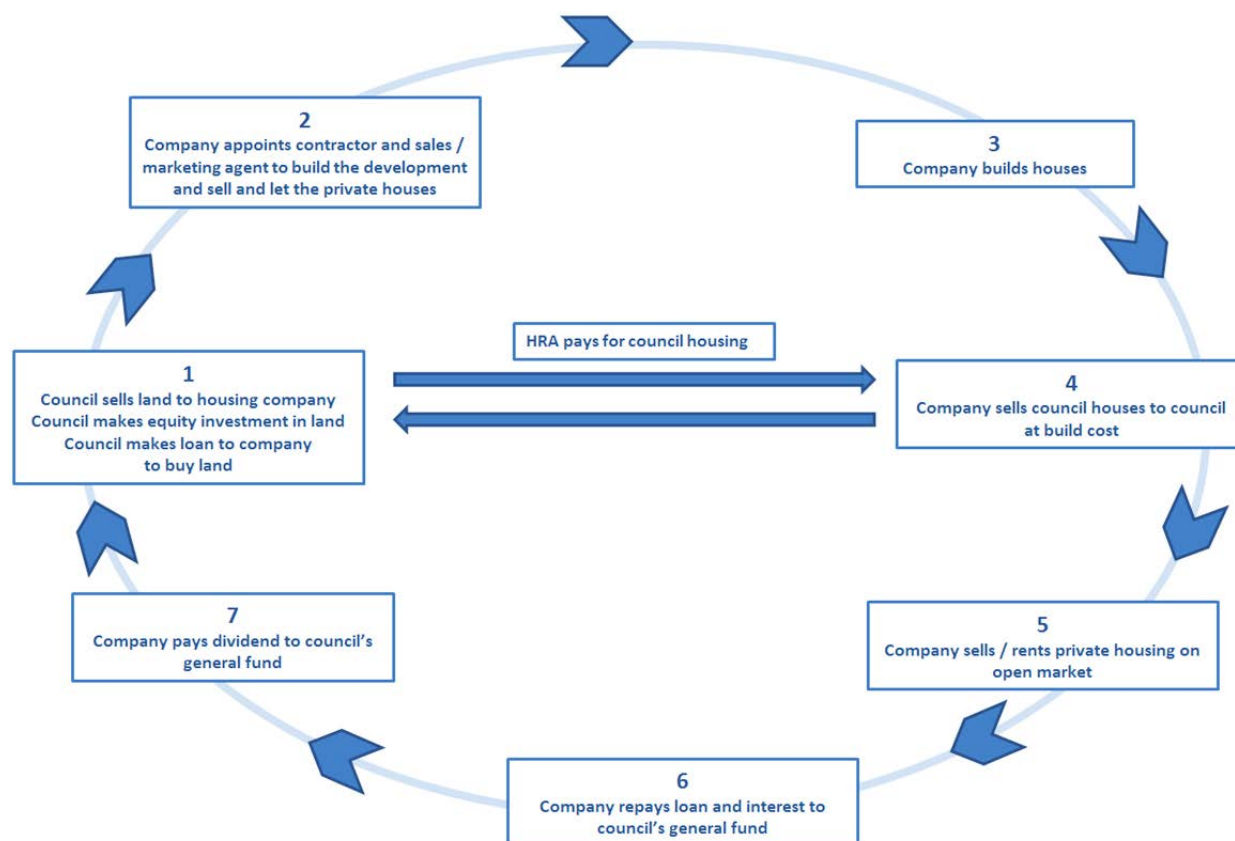 1
Council sells land to housing company
Council makes equity investment in land
Council makes loan to company
to buy land
2
Company appoints contractor and sales /
marketing agent to build the development
and sell and let the private houses
3
Company builds houses
HRA pays for council housing
4
Company sells council houses to council
at build cost
5
Company sells / rents private housing on
open market
6
Company repays loan and interest to
council’s general fund
7
Company pays dividend to council’s
general fund